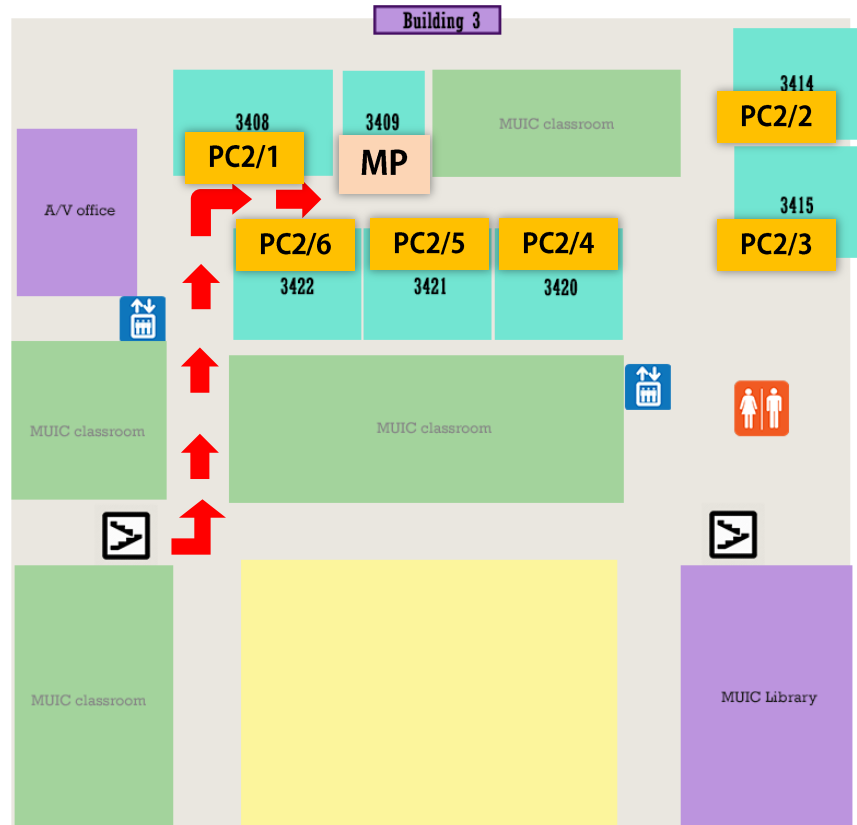 Building 3
3414
PC2/2
3408
PC2/1
3409
MP
MUIC classroom
A/V office
3415
PC2/3
PC2/6
3422
PC2/5
3421
PC2/4
3420
MUIC classroom
MUIC classroom
MUIC classroom
MUIC Library